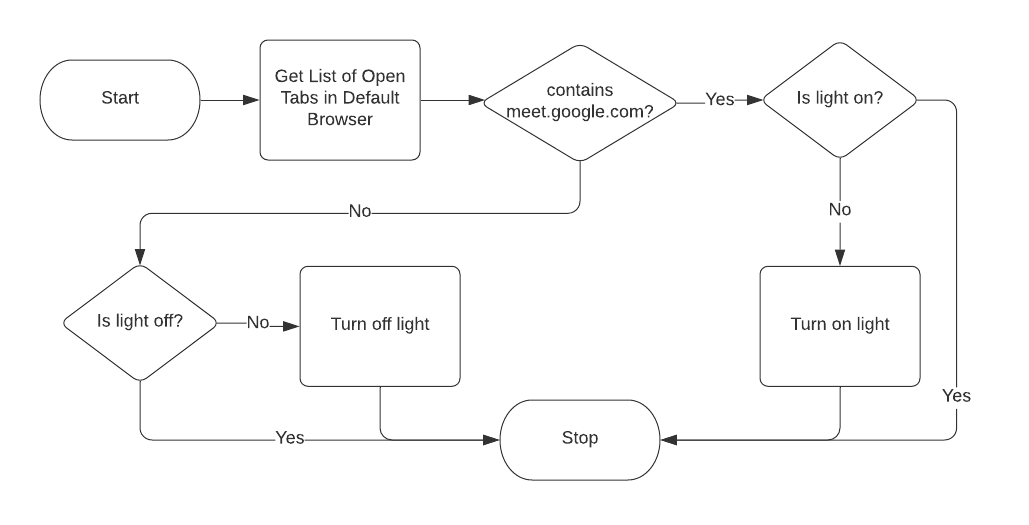 Start
Get List of Open
Tabs in Default
Browser
contains
meet.google.com?
Yes
Is light on?
No
No
Is light off?
No
Turn off light
Turn on light
Yes
Yes
Stop